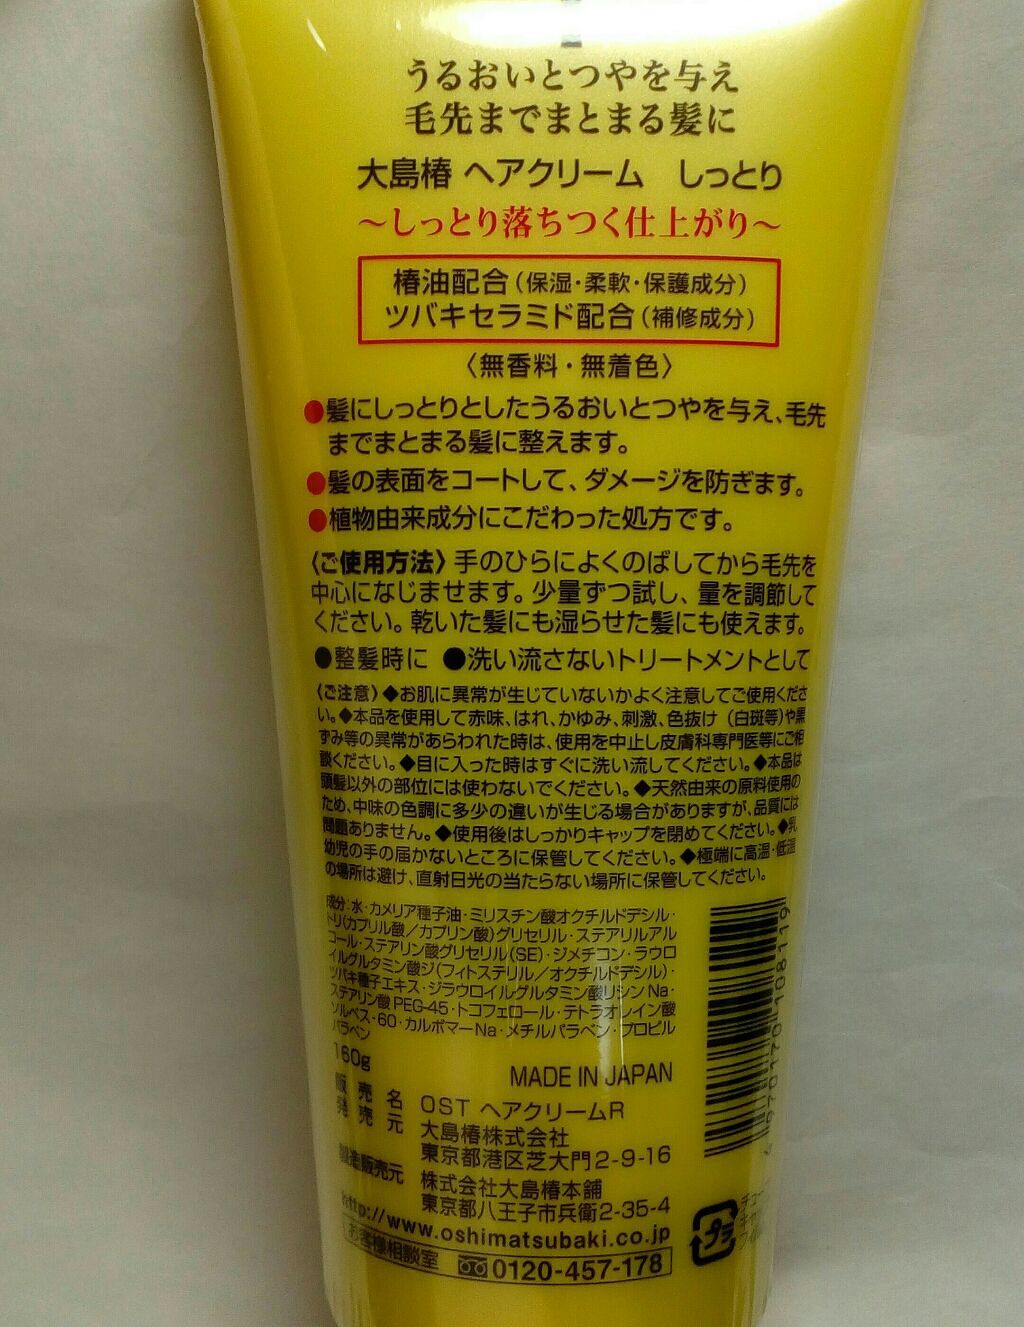 うるおいとつやを与え
毛先までまとまる髪に
大島椿 ヘアクリーム しっとり
〜しっとり落ちつく仕上がり〜
椿油配合(保湿・柔軟・保護成分)
ツバキセラミド配合(補修成分)
〈無香料・無着色〉
●髪にしっとりとしたうるおいとつやを与え、毛先
までまとまる髪に整えます。
●髪の表面をコートして、ダメージを防ぎます。
●植物由来成分にこだわった処方です。
〈ご使用方法〉手のひらによくのばしてから毛先を
中心になじませます。少量ずつ試し、量を調節して
ください。乾いた髪にも湿らせた髪にも使えます。
●整髪時に ●洗い流さないトリートメントとして
〈ご注意〉◆お肌に異常が生じていないかよく注意してご使用くださ
い。◆本品を使用して赤味、はれ、かゆみ、刺激、色抜け(白斑等)や黒
ずみ等の異常があらわれた時は、使用を中止し皮膚科専門医等にご相
談ください。◆目に入った時はすぐに洗い流してください。◆本品は
頭髪以外の部位には使わないでください。◆天然由来の原料使用の
ため、中味の色調に多少の違いが生じる場合がありますが、品質には
問題ありません。◆使用後はしっかりキャップを閉めてください。◆乳
幼児の手の届かないところに保管してください。◆極端に高温・低温
の場所は避け、直射日光の当たらない場所に保管してください。
成分:水・カメリア種子油・ミリスチン酸オクチルドデシル・
トリ(カプリル酸/カプリン酸)グリセリル・ステアリルアル
コール・ステアリン酸グリセリル(SE)・ジメチコン・ラウロ
イルグルタミン酸ジ(フィトステリル/オクチルドデシル)・
ツバキ種子エキス・ジラウロイルグルタミン酸リシンNa・
ステアリン酸PEG-45・トコフェロール・テトラオレイン酸
ソルベス-60・カルボマーNa・メチルパラベン・プロピル
パラベン
160g
MADE IN JAPAN
販売名 OST ヘアクリームR
発売元 大島椿株式会社
東京都港区芝大門2-9-16
製造販売元 株式会社大島椿本舗
東京都八王子市兵衛2-35-4
http://www.oshimatsubaki.co.jp
お客様相談室 0120-457-178
4970170108119
プラ